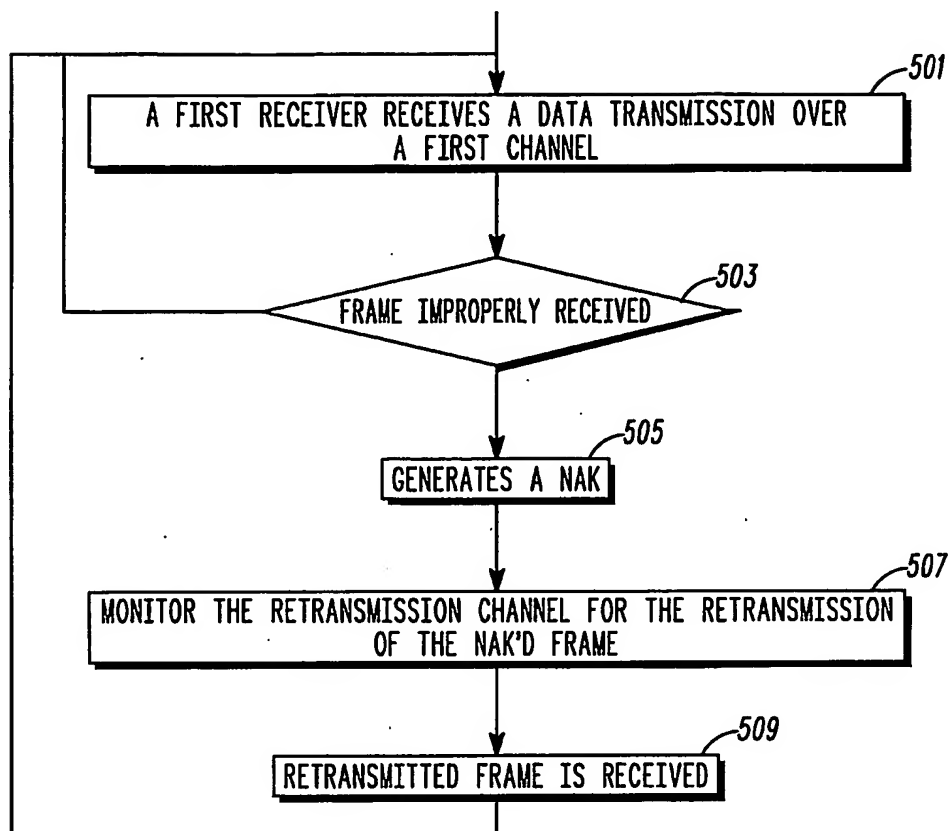 501
A FIRST RECEIVER RECEIVES A DATA TRANSMISSION OVER
A FIRST CHANNEL
503
FRAME IMPROPERLY RECEIVED
505
GENERATES A NAK
507
MONITOR THE RETRANSMISSION CHANNEL FOR THE RETRANSMISSION
OF THE NAK'D FRAME
509
RETRANSMITTED FRAME IS RECEIVED